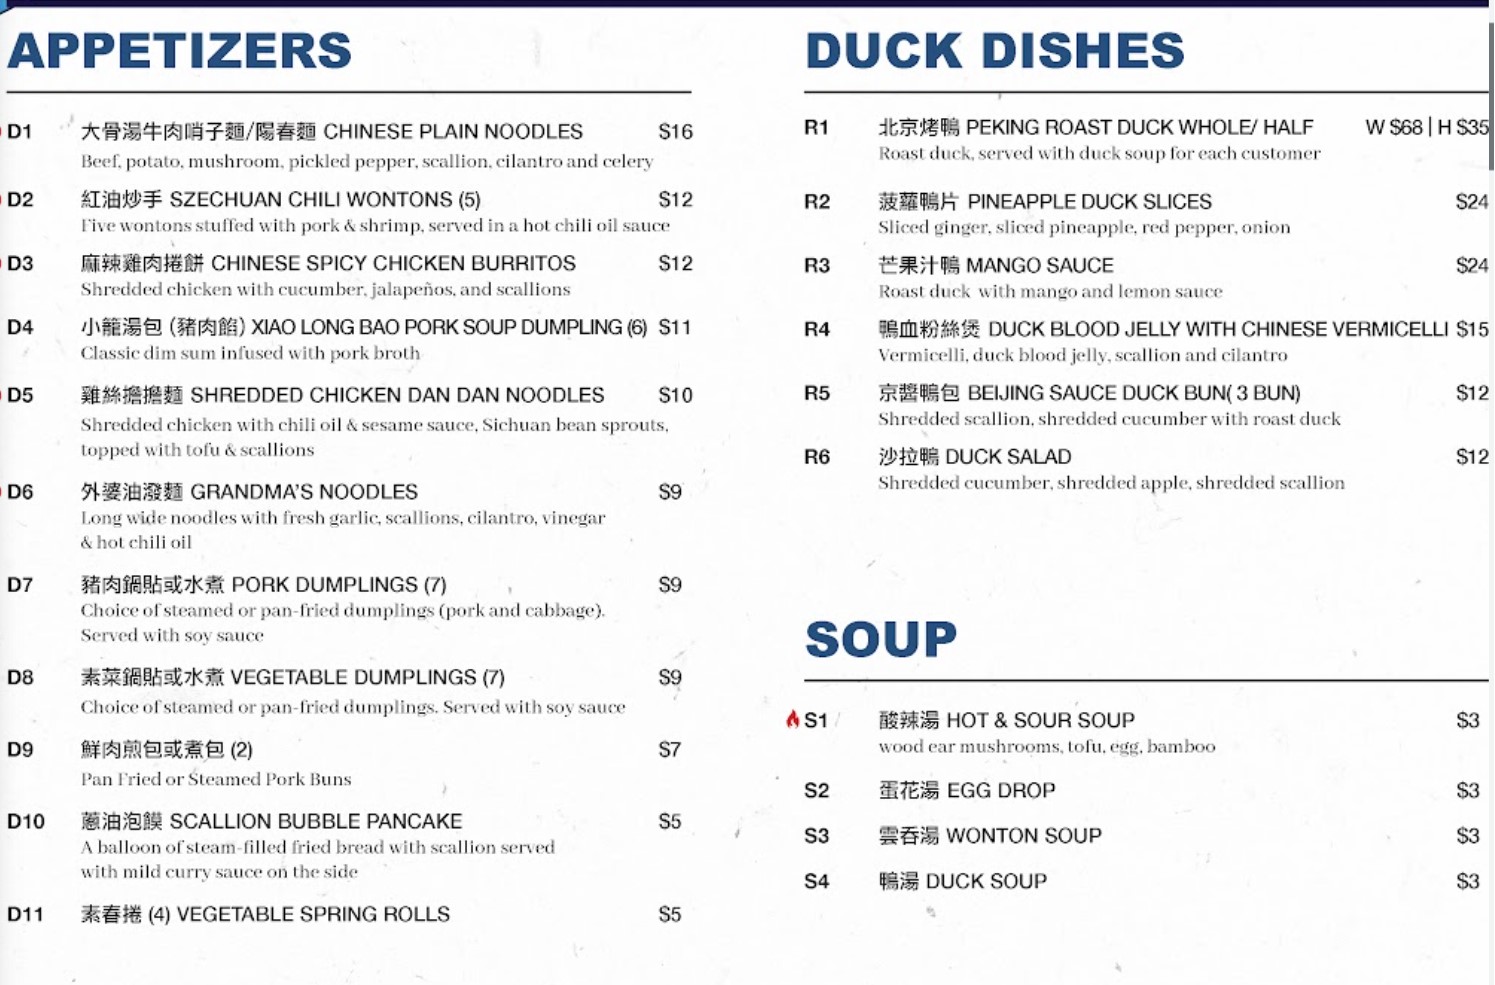 APPETIZERS
D1 大骨湯牛肉哨子麵/陽春麵 CHINESE PLAIN NOODLES $16
Beef, potato, mushroom, pickled pepper, scallion, cilantro and celery
D2 紅油炒手 SZECHUAN CHILI WONTONS (5) $12
Five wontons stuffed with pork & shrimp, served in a hot chili oil sauce
D3 麻辣雞肉捲餅 CHINESE SPICY CHICKEN BURRITOS $12
Shredded chicken with cucumber, jalapeños, and scallions
D4 小籠湯包（豬肉餡）XIAO LONG BAO PORK SOUP DUMPLING (6) $11
Classic dim sum infused with pork broth
D5 雞絲擔擔麵 SHREDDED CHICKEN DAN DAN NOODLES $10
Shredded chicken with chili oil & sesame sauce, Sichuan bean sprouts,
topped with tofu & scallions
D6 外婆油潑麵 GRANDMA'S NOODLES $9
Long wide noodles with fresh garlic, scallions, cilantro, vinegar
& hot chili oil
D7 豬肉鍋貼或水煮 PORK DUMPLINGS (7) $9
Choice of steamed or pan-fried dumplings (pork and cabbage).
Served with soy sauce
D8 素菜鍋貼或水煮 VEGETABLE DUMPLINGS (7) $9
Choice of steamed or pan-fried dumplings. Served with soy sauce
D9 鮮肉煎包或煮包 (2) $7
Pan Fried or Steamed Pork Buns
D10 蔥油泡饃 SCALLION BUBBLE PANCAKE $5
A balloon of steam-filled fried bread with scallion served
with mild curry sauce on the side
D11 素春捲 (4) VEGETABLE SPRING ROLLS $5
DUCK DISHES
R1 北京烤鴨 PEKING ROAST DUCK WHOLE/ HALF W $68 | H $35
Roast duck, served with duck soup for each customer
R2 菠蘿鴨片 PINEAPPLE DUCK SLICES $24
Sliced ginger, sliced pineapple, red pepper, onion
R3 芒果汁鴨 MANGO SAUCE $24
Roast duck with mango and lemon sauce
R4 鴨血粉絲煲 DUCK BLOOD JELLY WITH CHINESE VERMICELLI $15
Vermicelli, duck blood jelly, scallion and cilantro
R5 京醬鴨包 BEIJING SAUCE DUCK BUN( 3 BUN) $12
Shredded scallion, shredded cucumber with roast duck
R6 沙拉鴨 DUCK SALAD $12
Shredded cucumber, shredded apple, shredded scallion
SOUP
S1 酸辣湯 HOT & SOUR SOUP $3
wood ear mushrooms, tofu, egg, bamboo
S2 蛋花湯 EGG DROP $3
S3 雲吞湯 WONTON SOUP $3
S4 鴨湯 DUCK SOUP $3